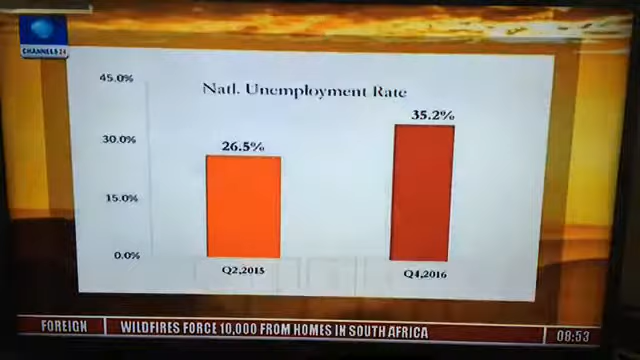 CHANNELS 24
45.0%
Natl. Unemployment Rate
35.2%
30.0%
26.5%
15.0%
0.0%
Q2,2015
Q4,2016
FOREIGN
WILDFIRES FORCE 10,000 FROM HOMES IN SOUTH AFRICA
08:53